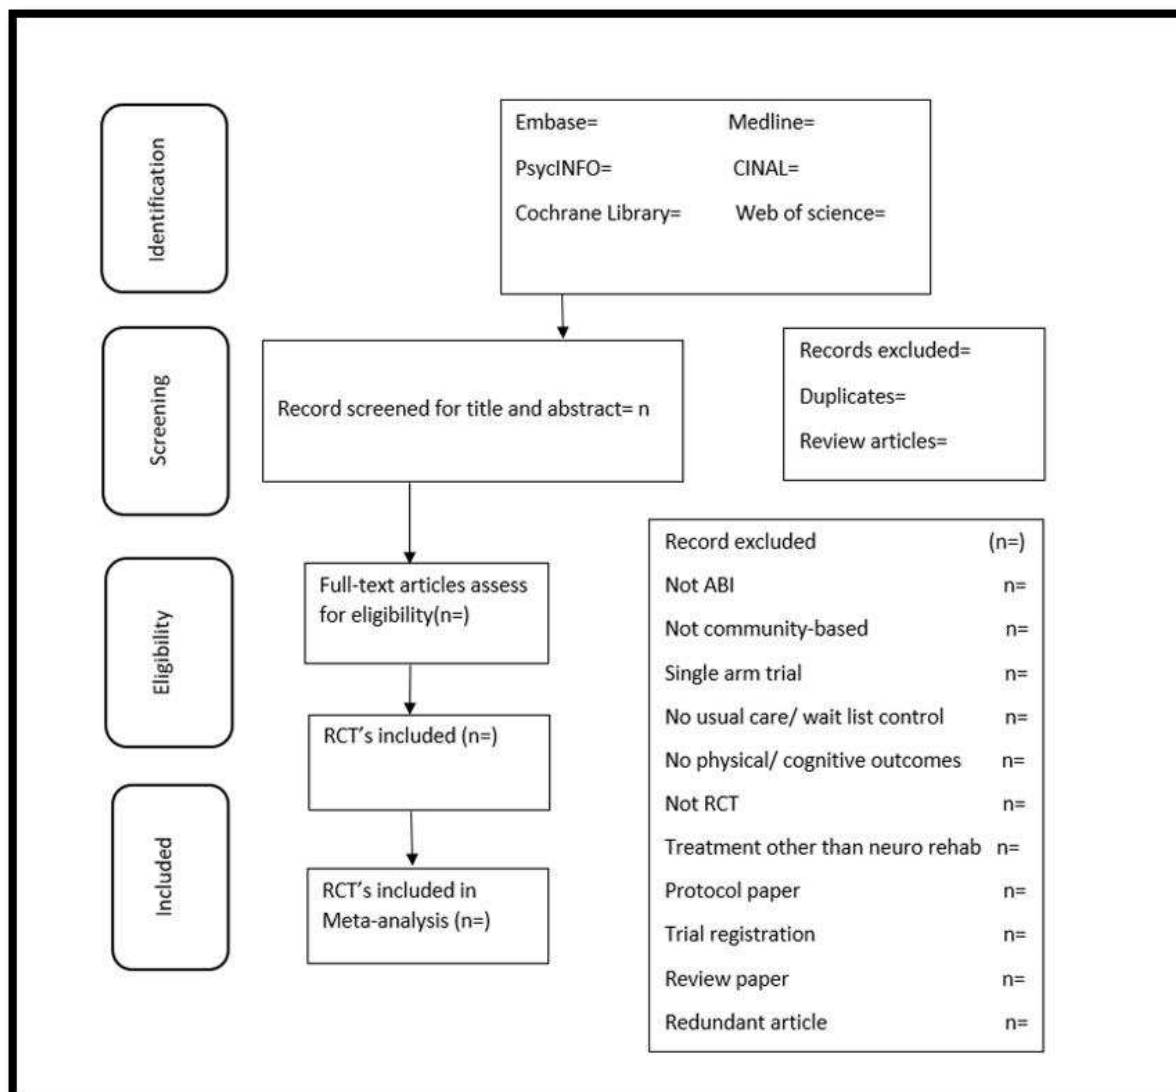 Identification
Embase= Medline=
PsycINFO= CINAL=
Cochrane Library= Web of science=
Screening
Record screened for title and abstract= n
Records excluded=
Duplicates=
Review articles=
Eligibility
Full-text articles assess
for eligibility(n=)
RCT's included (n=)
Included
RCT's included in
Meta-analysis (n=)
Record excluded (n=)
Not ABI n=
Not community-based n=
Single arm trial n=
No usual care/ wait list control n=
No physical/ cognitive outcomes n=
Not RCT n=
Treatment other than neuro rehab n=
Protocol paper n=
Trial registration n=
Review paper n=
Redundant article n=